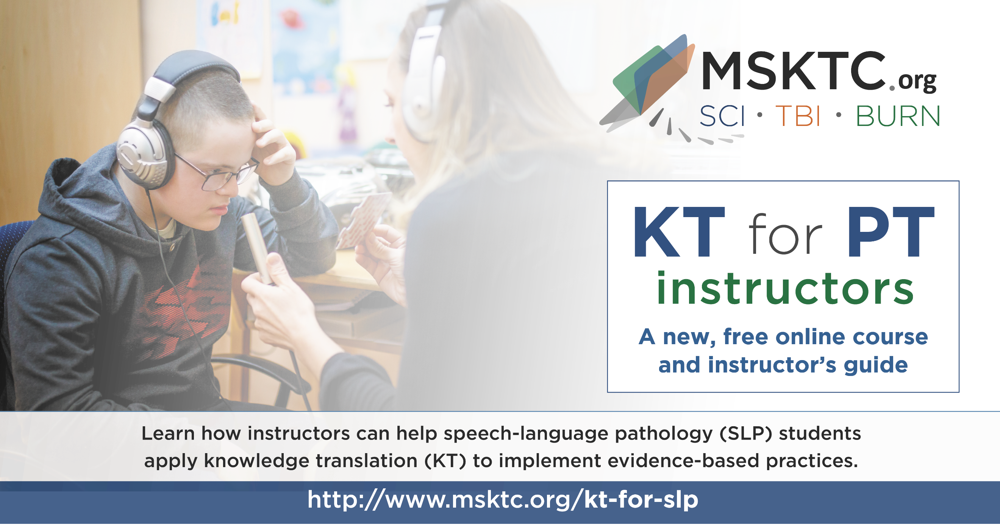 MSKTC.org
SCI • TBI • BURN
KT for PT
instructors
A new, free online course
and instructor’s guide
Learn how instructors can help speech-language pathology (SLP) students
apply knowledge translation (KT) to implement evidence-based practices.
http://www.msktc.org/kt-for-slp